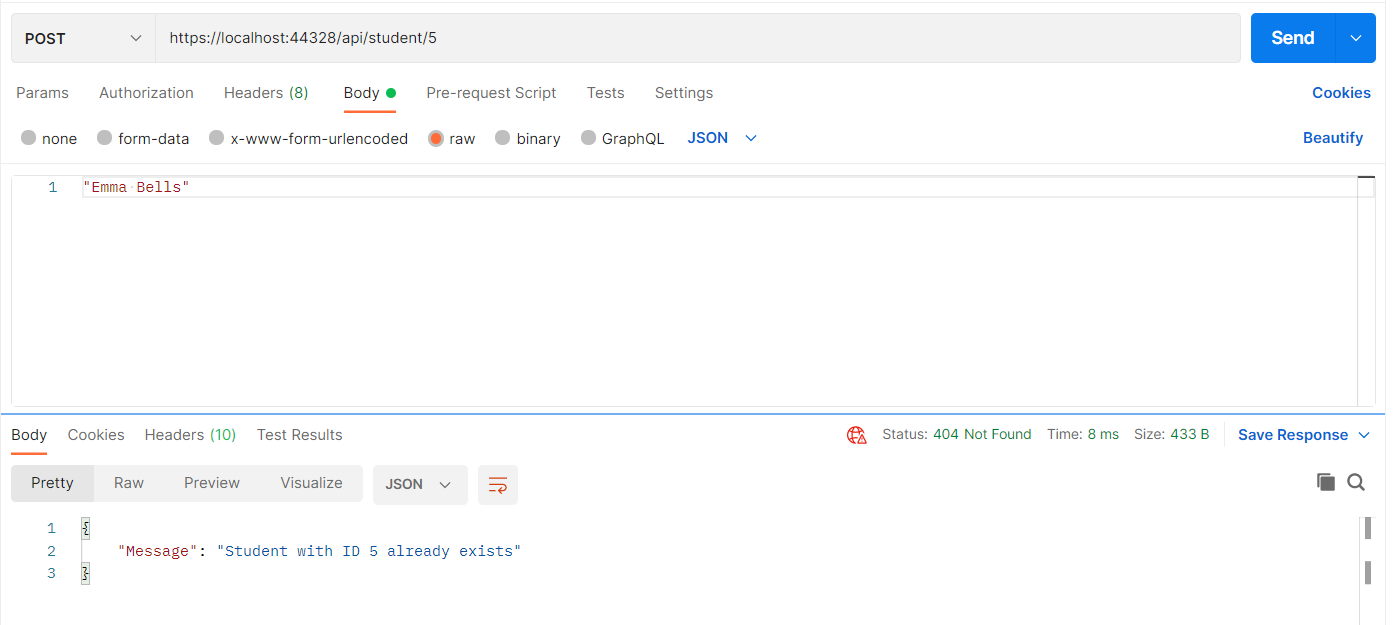 POST https://localhost:44328/api/student/5 Send
Params Authorization Headers (8) Body Pre-request Script Tests Settings Cookies
none form-data x-www-form-urlencoded raw binary GraphQL JSON Beautify
1 "Emma Bells"
Body Cookies Headers (10) Test Results Status: 404 Not Found Time: 8 ms Size: 433 B Save Response
Pretty Raw Preview Visualize JSON
1 {
2 "Message": "Student with ID 5 already exists"
3 }